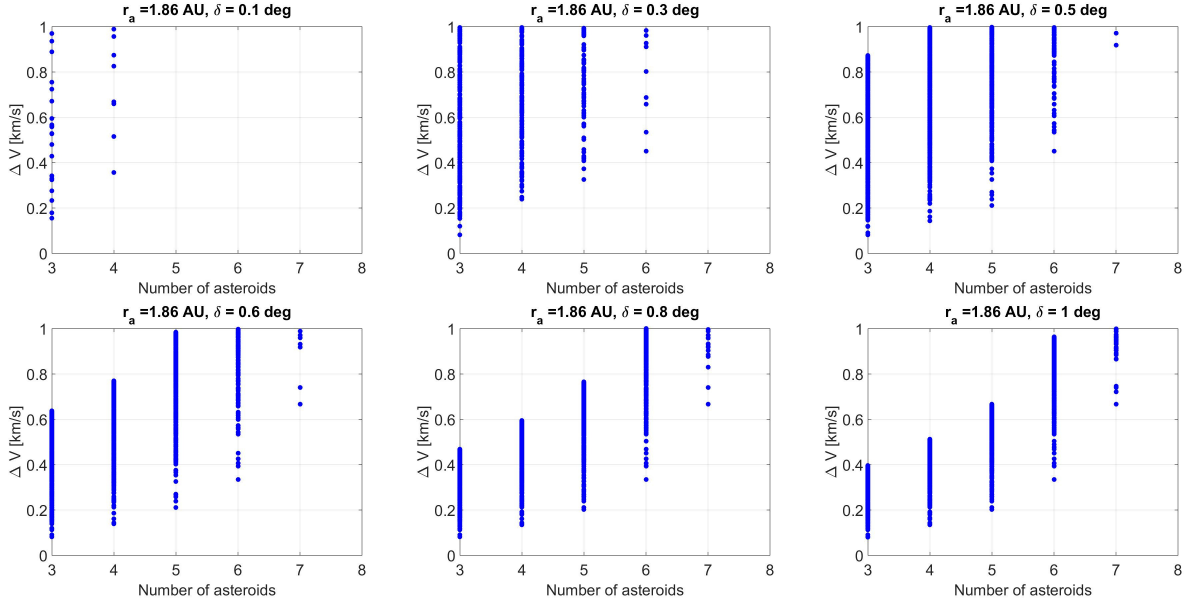 r_a =1.86 AU, δ = 0.1 deg
1
0.8
0.6
0.4
0.2
0
Δ V [km/s]
3 4 5 6 7 8
Number of asteroids
r_a =1.86 AU, δ = 0.3 deg
1
0.8
0.6
0.4
0.2
0
Δ V [km/s]
3 4 5 6 7 8
Number of asteroids
r_a =1.86 AU, δ = 0.5 deg
1
0.8
0.6
0.4
0.2
0
Δ V [km/s]
3 4 5 6 7 8
Number of asteroids
r_a =1.86 AU, δ = 0.6 deg
1
0.8
0.6
0.4
0.2
0
Δ V [km/s]
3 4 5 6 7 8
Number of asteroids
r_a =1.86 AU, δ = 0.8 deg
1
0.8
0.6
0.4
0.2
0
Δ V [km/s]
3 4 5 6 7 8
Number of asteroids
r_a =1.86 AU, δ = 1 deg
1
0.8
0.6
0.4
0.2
0
Δ V [km/s]
3 4 5 6 7 8
Number of asteroids